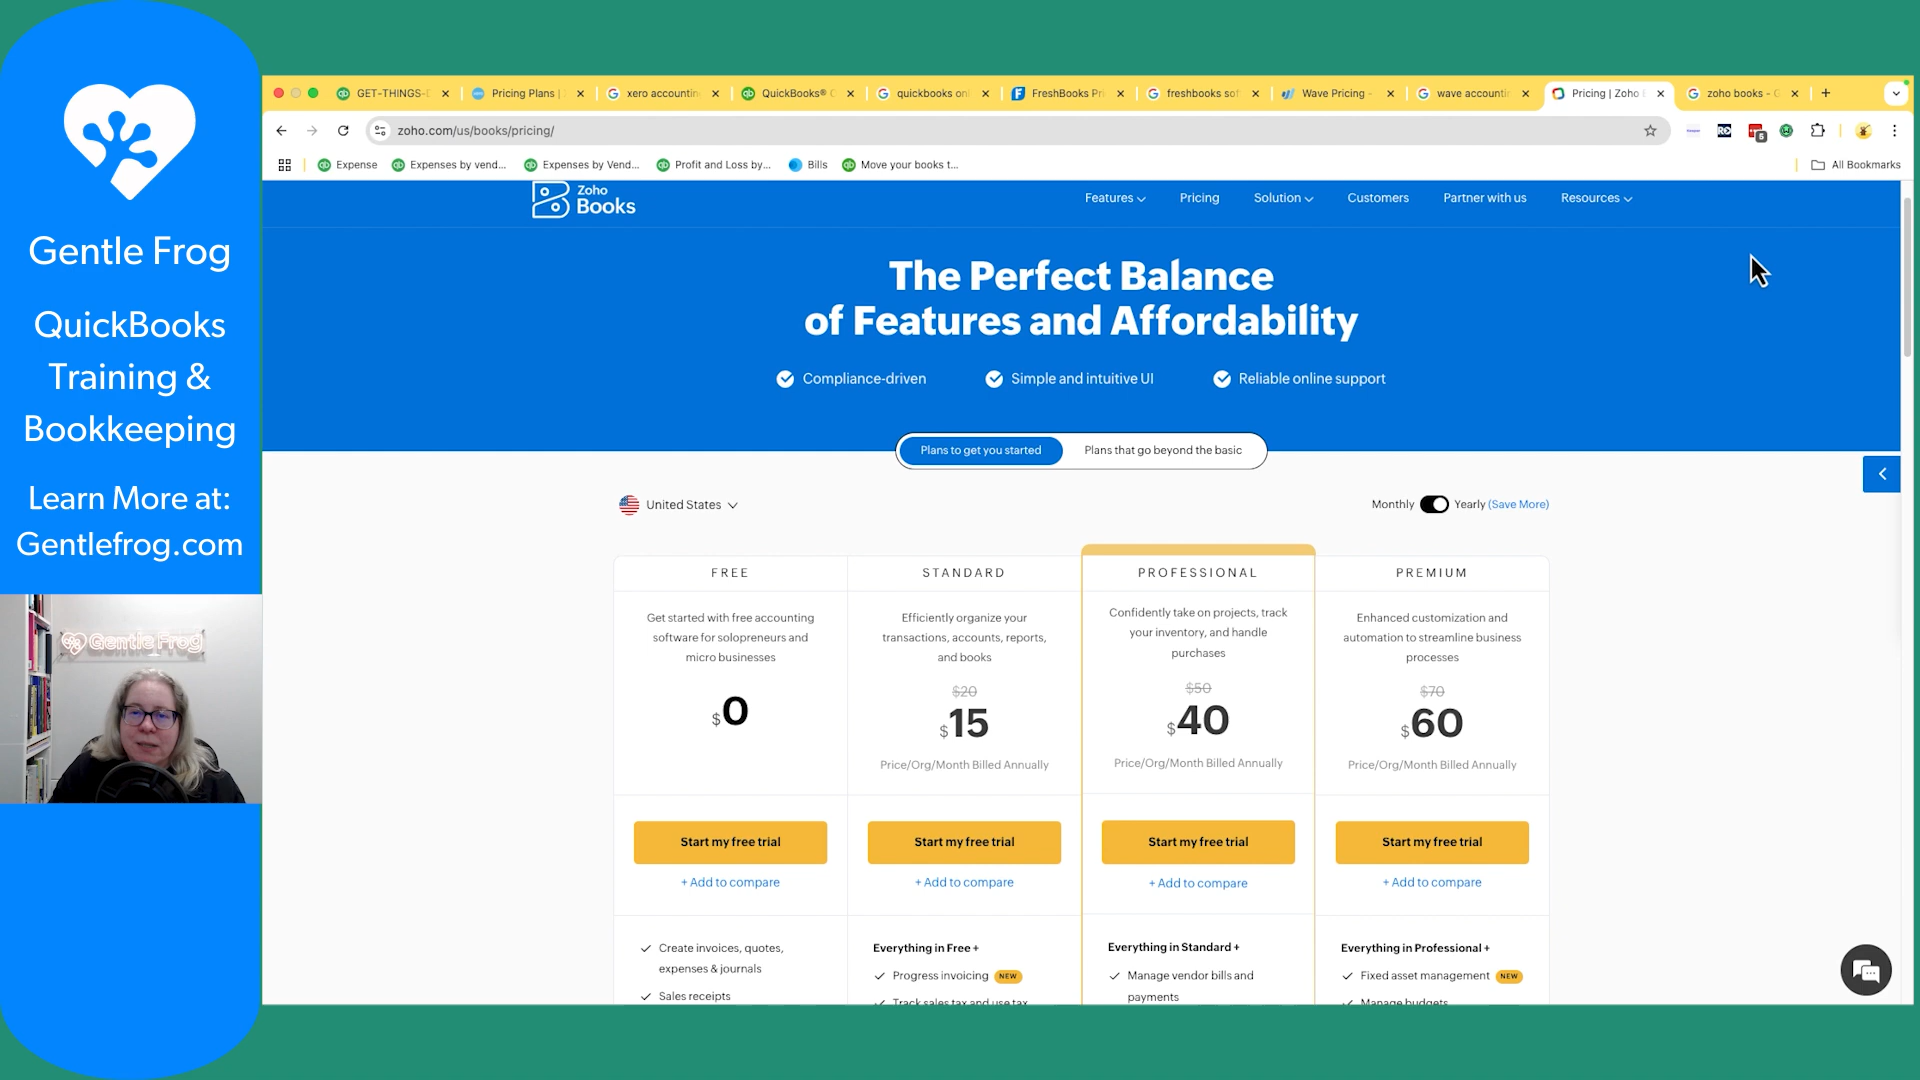 Gentle Frog
QuickBooks
Training &
Bookkeeping
Learn More at:
Gentlefrog.com
Gentle Frog
GET-THINGS-
Pricing Plans |
xero accountin
QuickBooks®
quickbooks on
FreshBooks Pr
freshbooks sof
Wave Pricing -
wave accounti
Pricing | Zoho
zoho books -
zoho.com/us/books/pricing/
5
Expense
Expenses by vend...
Expenses by Vend...
Profit and Loss by...
Bills
Move your books t...
All Bookmarks
Zoho
Books
Features
Pricing
Solution
Customers
Partner with us
Resources
The Perfect Balance
of Features and Affordability
Compliance-driven
Simple and intuitive UI
Reliable online support
Plans to get you started
Plans that go beyond the basic
United States
Monthly
Yearly (Save More)
FREE
Get started with free accounting
software for solopreneurs and
micro businesses
$0
Start my free trial
+ Add to compare
Create invoices, quotes,
expenses & journals
Sales receipts
STANDARD
Efficiently organize your
transactions, accounts, reports,
and books
$20
$15
Price/Org/Month Billed Annually
Start my free trial
+ Add to compare
Everything in Free +
Progress invoicing NEW
Track sales tax and use tax
PROFESSIONAL
Confidently take on projects, track
your inventory, and handle
purchases
$50
$40
Price/Org/Month Billed Annually
Start my free trial
+ Add to compare
Everything in Standard +
Manage vendor bills and
payments
PREMIUM
Enhanced customization and
automation to streamline business
processes
$70
$60
Price/Org/Month Billed Annually
Start my free trial
+ Add to compare
Everything in Professional +
Fixed asset management NEW
Manage budgets